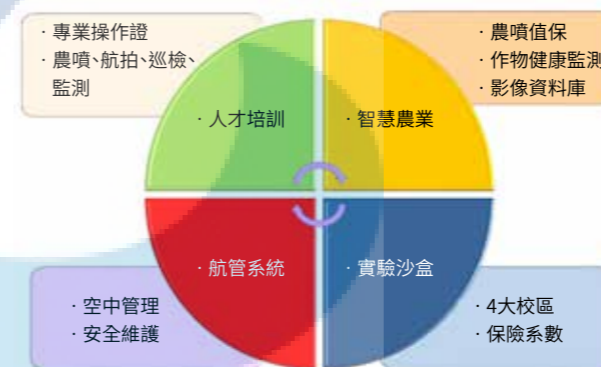 · 專業操作證
· 農噴、航拍、巡檢、
監測
· 農噴值保
· 作物健康監測
· 影像資料庫
· 人才培訓
· 智慧農業
· 航管系統
· 實驗沙盒
· 空中管理
· 安全維護
· 4大校區
· 保險系數